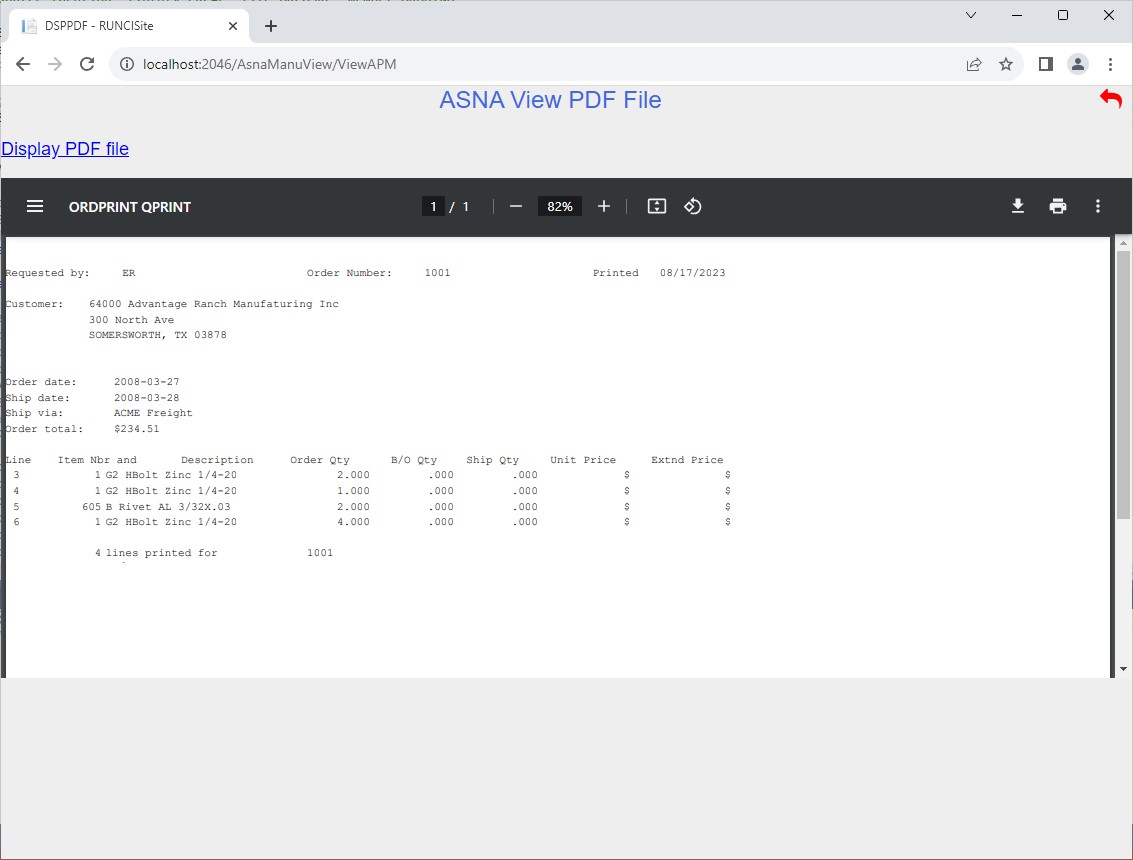 DSPPDF - RUNCISite
localhost:2046/AsnaManuView/ViewAPM
ASNA View PDF File
Display PDF file
ORDPRINT QPRINT
1 / 1
82%
Requested by: ER Order Number: 1001 Printed 08/17/2023
Customer: 64000 Advantage Ranch Manufaturing Inc
300 North Ave
SOMERSWORTH, TX 03878
Order date: 2008-03-27
Ship date: 2008-03-28
Ship via: ACME Freight
Order total: $234.51
Line Item Nbr and Description Order Qty B/O Qty Ship Qty Unit Price Extnd Price
3 1 G2 HBolt Zinc 1/4-20 2.000 .000 .000 $ $
4 1 G2 HBolt Zinc 1/4-20 1.000 .000 .000 $ $
5 605 B Rivet AL 3/32X.03 2.000 .000 .000 $ $
6 1 G2 HBolt Zinc 1/4-20 4.000 .000 .000 $ $
4 lines printed for 1001